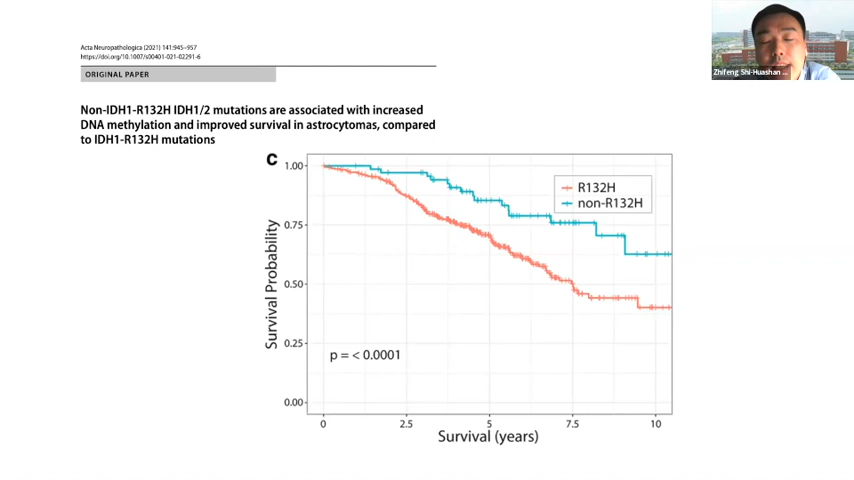 Acta Neuropathologica (2021) 141:945–957
https://doi.org/10.1007/s00401-021-02291-6
ORIGINAL PAPER
Zhifeng Shi-Huashan ...
Non-IDH1-R132H IDH1/2 mutations are associated with increased
DNA methylation and improved survival in astrocytomas, compared
to IDH1-R132H mutations
c
1.00
0.75
0.50
0.25
0.00
Survival Probability
R132H
non-R132H
p = < 0.0001
0 2.5 5 7.5 10
Survival (years)